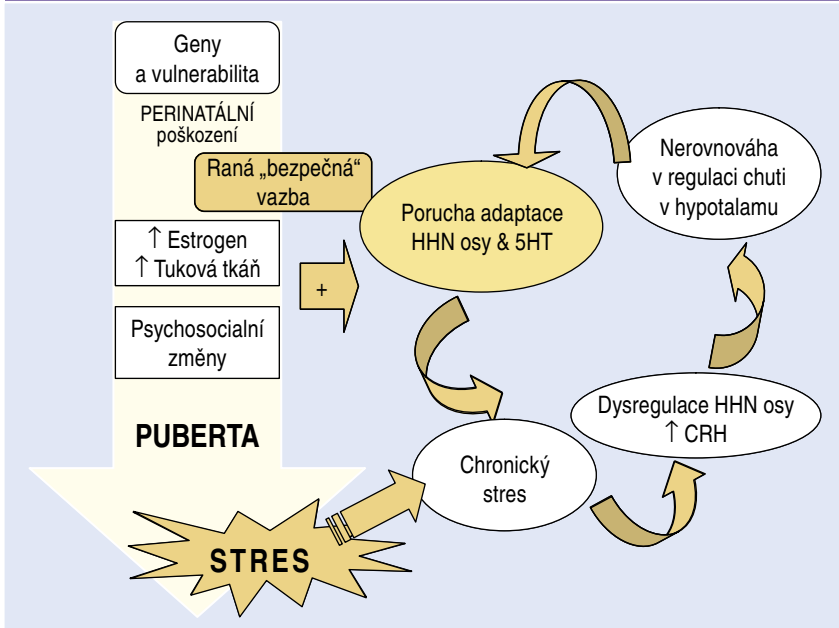 Geny
a vulnerabilita
PERINATÁLNÍ
poškození
Raná „bezpečná“
vazba
↑ Estrogen
↑ Tuková tkáň
Psychosocialní
změny
PUBERTA
STRES
+
Porucha adaptace
HHN osy & 5HT
Chronický
stres
Dysregulace HHN osy
↑ CRH
Nerovnováha
v regulaci chuti
v hypotalamu